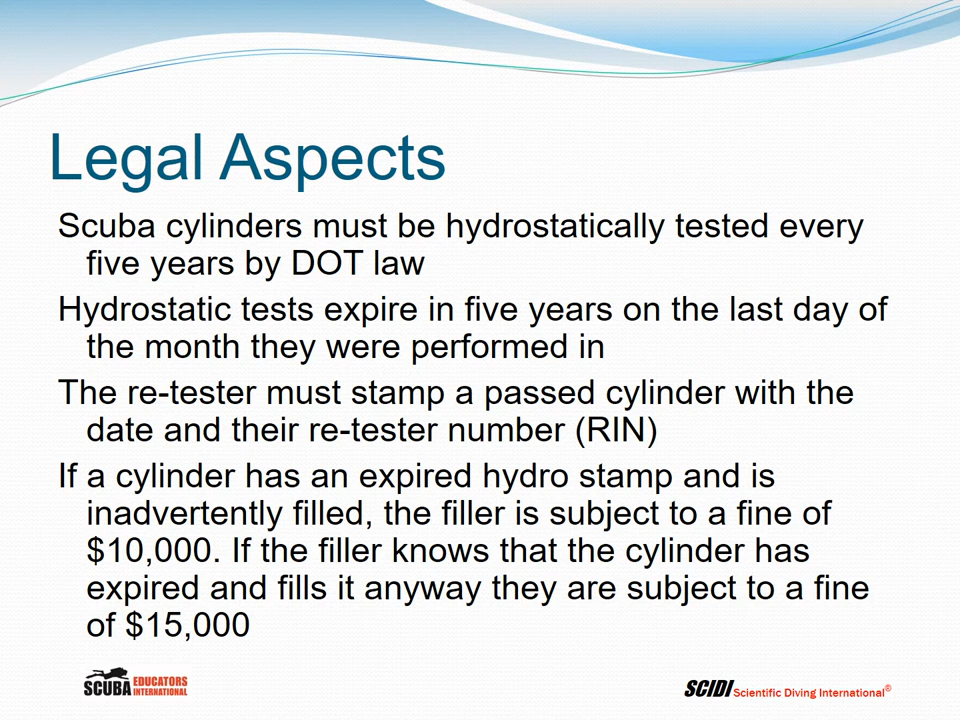 Legal Aspects
Scuba cylinders must be hydrostatically tested every
five years by DOT law
Hydrostatic tests expire in five years on the last day of
the month they were performed in
The re-tester must stamp a passed cylinder with the
date and their re-tester number (RIN)
If a cylinder has an expired hydro stamp and is
inadvertently filled, the filler is subject to a fine of
$10,000. If the filler knows that the cylinder has
expired and fills it anyway they are subject to a fine
of $15,000
SCUBA EDUCATORS INTERNATIONAL
SCIDI Scientific Diving International®